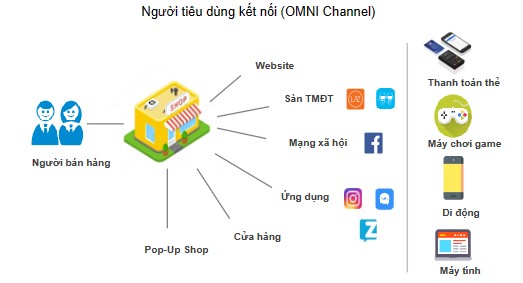 Người tiêu dùng kết nối (OMNI Channel)
Website
Sàn TMĐT
Mạng xã hội
Ứng dụng
Cửa hàng
Pop-Up Shop
Người bán hàng
SHOP
Thanh toán thẻ
Máy chơi game
Di động
Máy tính